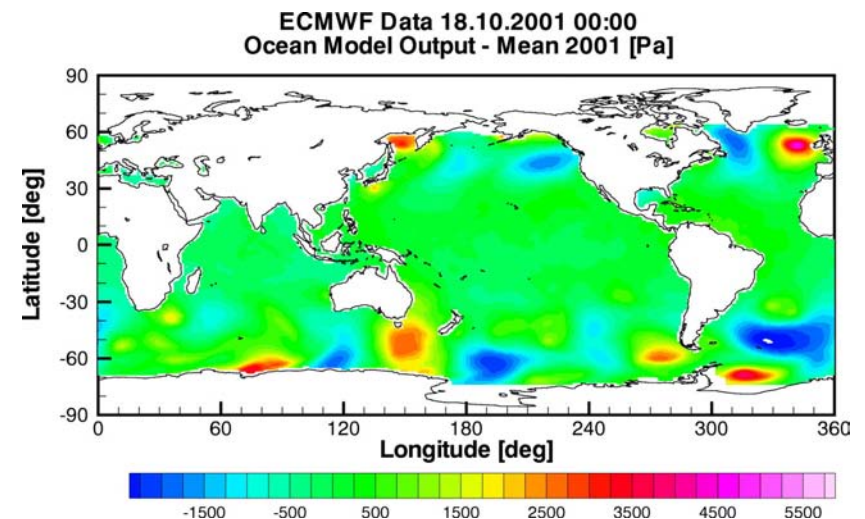 ECMWF Data 18.10.2001 00:00
Ocean Model Output - Mean 2001 [Pa]
Latitude [deg]
90
60
30
0
-30
-60
-90
0 60 120 180 240 300 360
Longitude [deg]
-1500 -500 500 1500 2500 3500 4500 5500